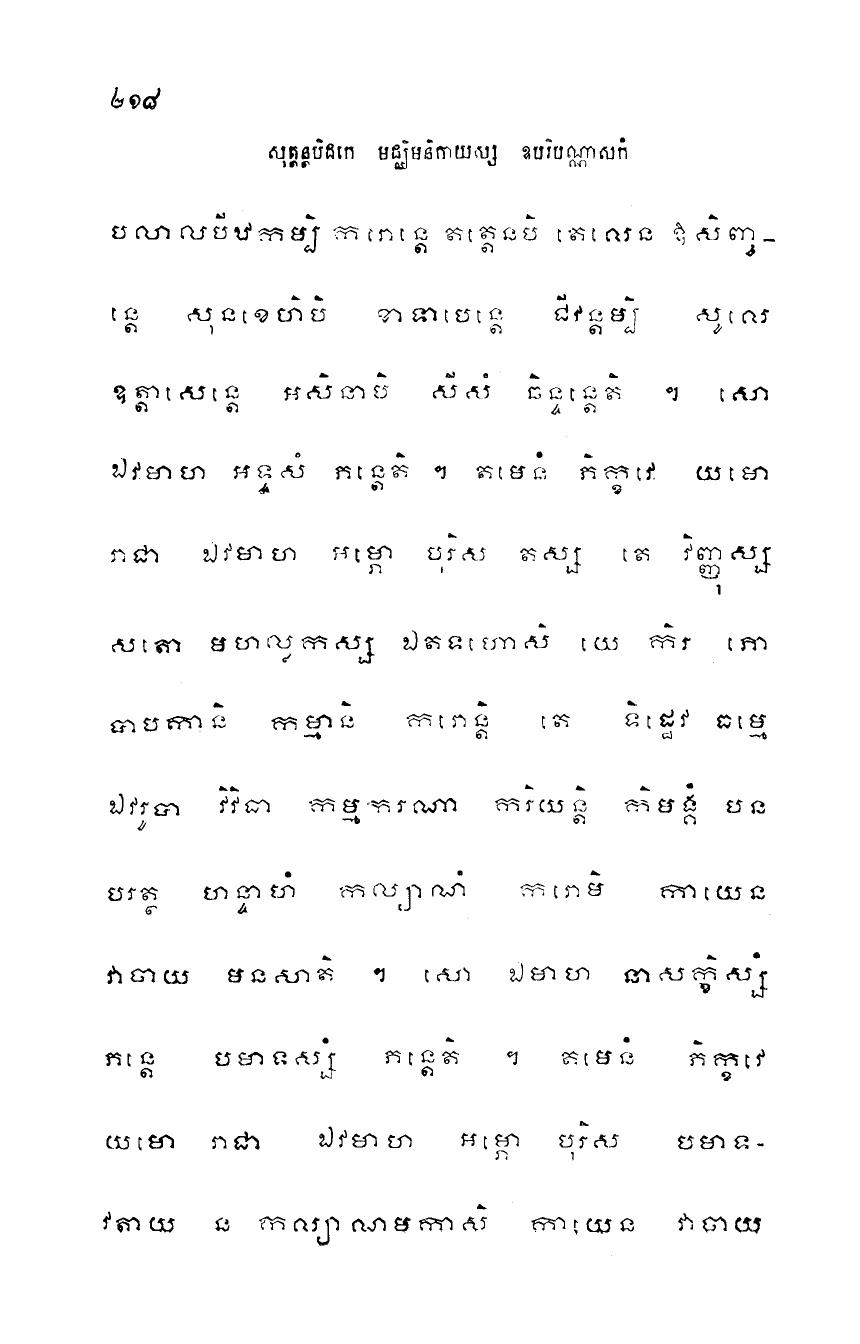 ២១៨
សុត្តន្តបិដកេ មជ្ឈិមនិកាយស្ស ឧបរិបណ្ណាសកំ
បលាលបីឋកម្បិ ករោន្តេ តត្តេនបិ តេលេន ឱសិញ្ច-
ន្តេ សុនខេហិបិ ខាទាបេន្តេ ជីវន្តម្បិ សូលេ
ឧត្តាសេន្តេ អសិនាបិ សីសំ ឆិន្ទន្តេតិ ៗ សោ
ឯវមាហ អទ្ទសំ ភន្តេតិ ៗ តមេនំ ភិក្ខវេ យមោ
រាជា ឯវមាហ អម្ភោ បុរិស តស្ស តេ វិញ្ញុស្ស
សតោ មហល្លកស្ស ឯតទហោសិ យេ កិរ ភោ
បាបកានិ កម្មានិ ករោន្តិ តេ ទិដ្ឋេវ ធម្មេ
ឯវរូបា វិវិធា កម្មករណា ករិយន្តិ កិមង្គំ បន
បរត្ថ ហន្ទាហំ កល្យាណំ ករោមិ កាយេន
វាចាយ មនសាតិ ៗ សោ ឯមាហ នាសក្ខិស្សំ
ភន្តេ បមាទស្សំ ភន្តេតិ ៗ តមេនំ ភិក្ខវេ
យមោ រាជា ឯវមាហ អម្ភោ បុរិស បមាទ-
វតាយ ន កល្យាណមកាសិ កាយេន វាចាយ